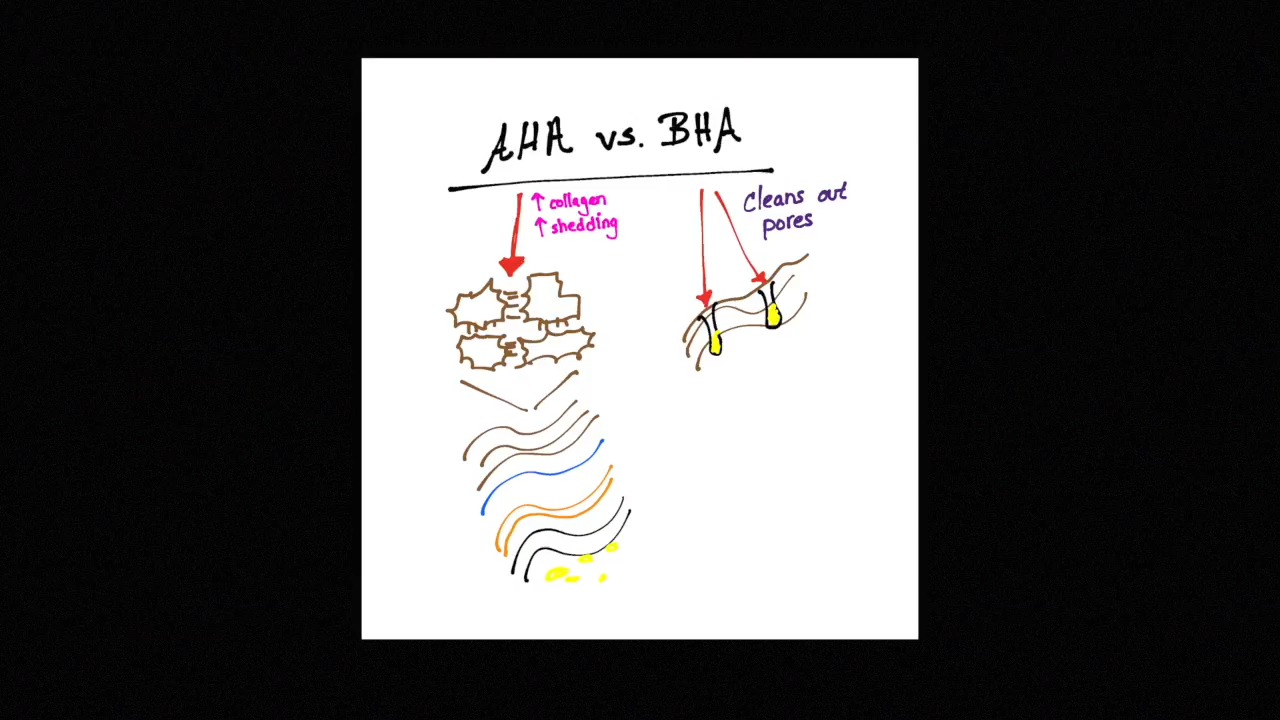 AHA vs. BHA
↑ collagen
↑ shedding
Cleans out
pores